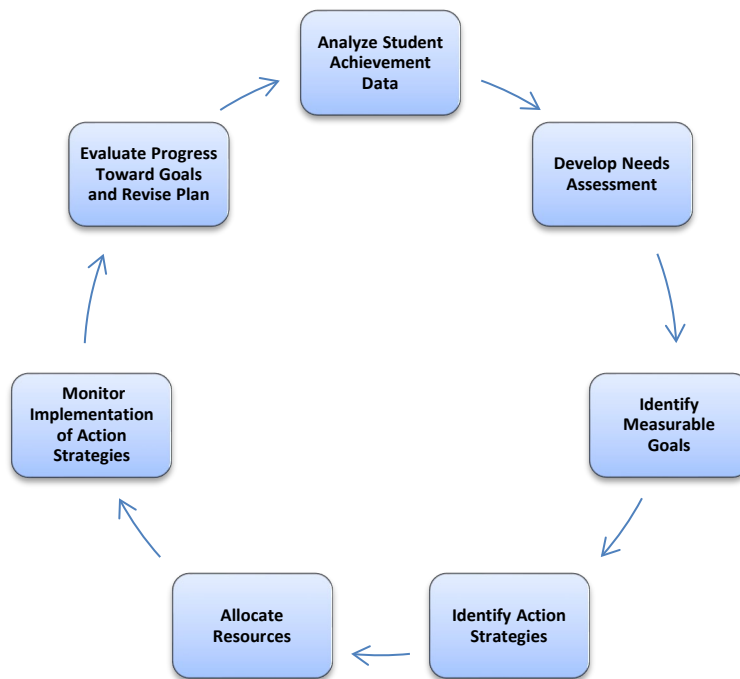 Analyze Student
Achievement
Data
Develop Needs
Assessment
Identify
Measurable
Goals
Identify Action
Strategies
Allocate
Resources
Monitor
Implementation
of Action
Strategies
Evaluate Progress
Toward Goals
and Revise Plan